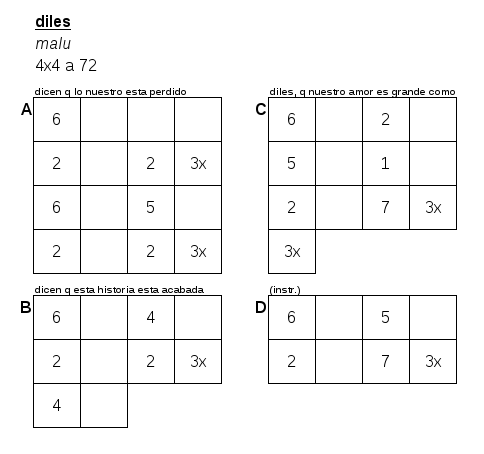 diles
malu
4x4 a 72
dicen q lo nuestro esta perdido
A
6
2 2 3x
6 5
2 2 3x
dicen q esta historia esta acabada
B
6 4
2 2 3x
4
diles, q nuestro amor es grande como
C
6 2
5 1
2 7 3x
3x
(instr.)
D
6 5
2 7 3x